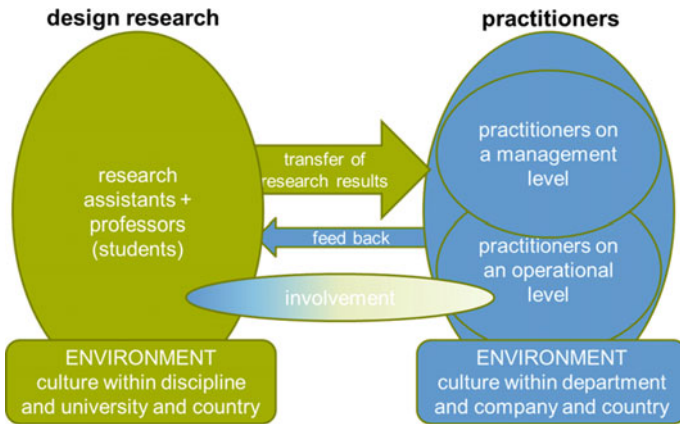 design research
practitioners
research
assistants +
professors
(students)
transfer of
research results
feed back
involvement
practitioners on
a management
level
practitioners on
an operational
level
ENVIRONMENT
culture within discipline
and university and country
ENVIRONMENT
culture within department
and company and country